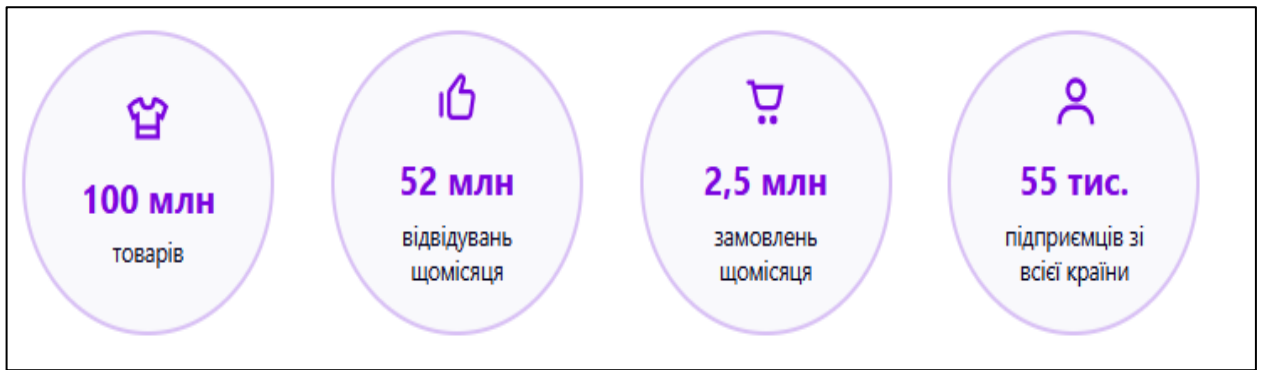 100 млн
товарів
52 млн
відвідувань
щомісяця
2,5 млн
замовлень
щомісяця
55 тис.
підприємців зі
всієї країни